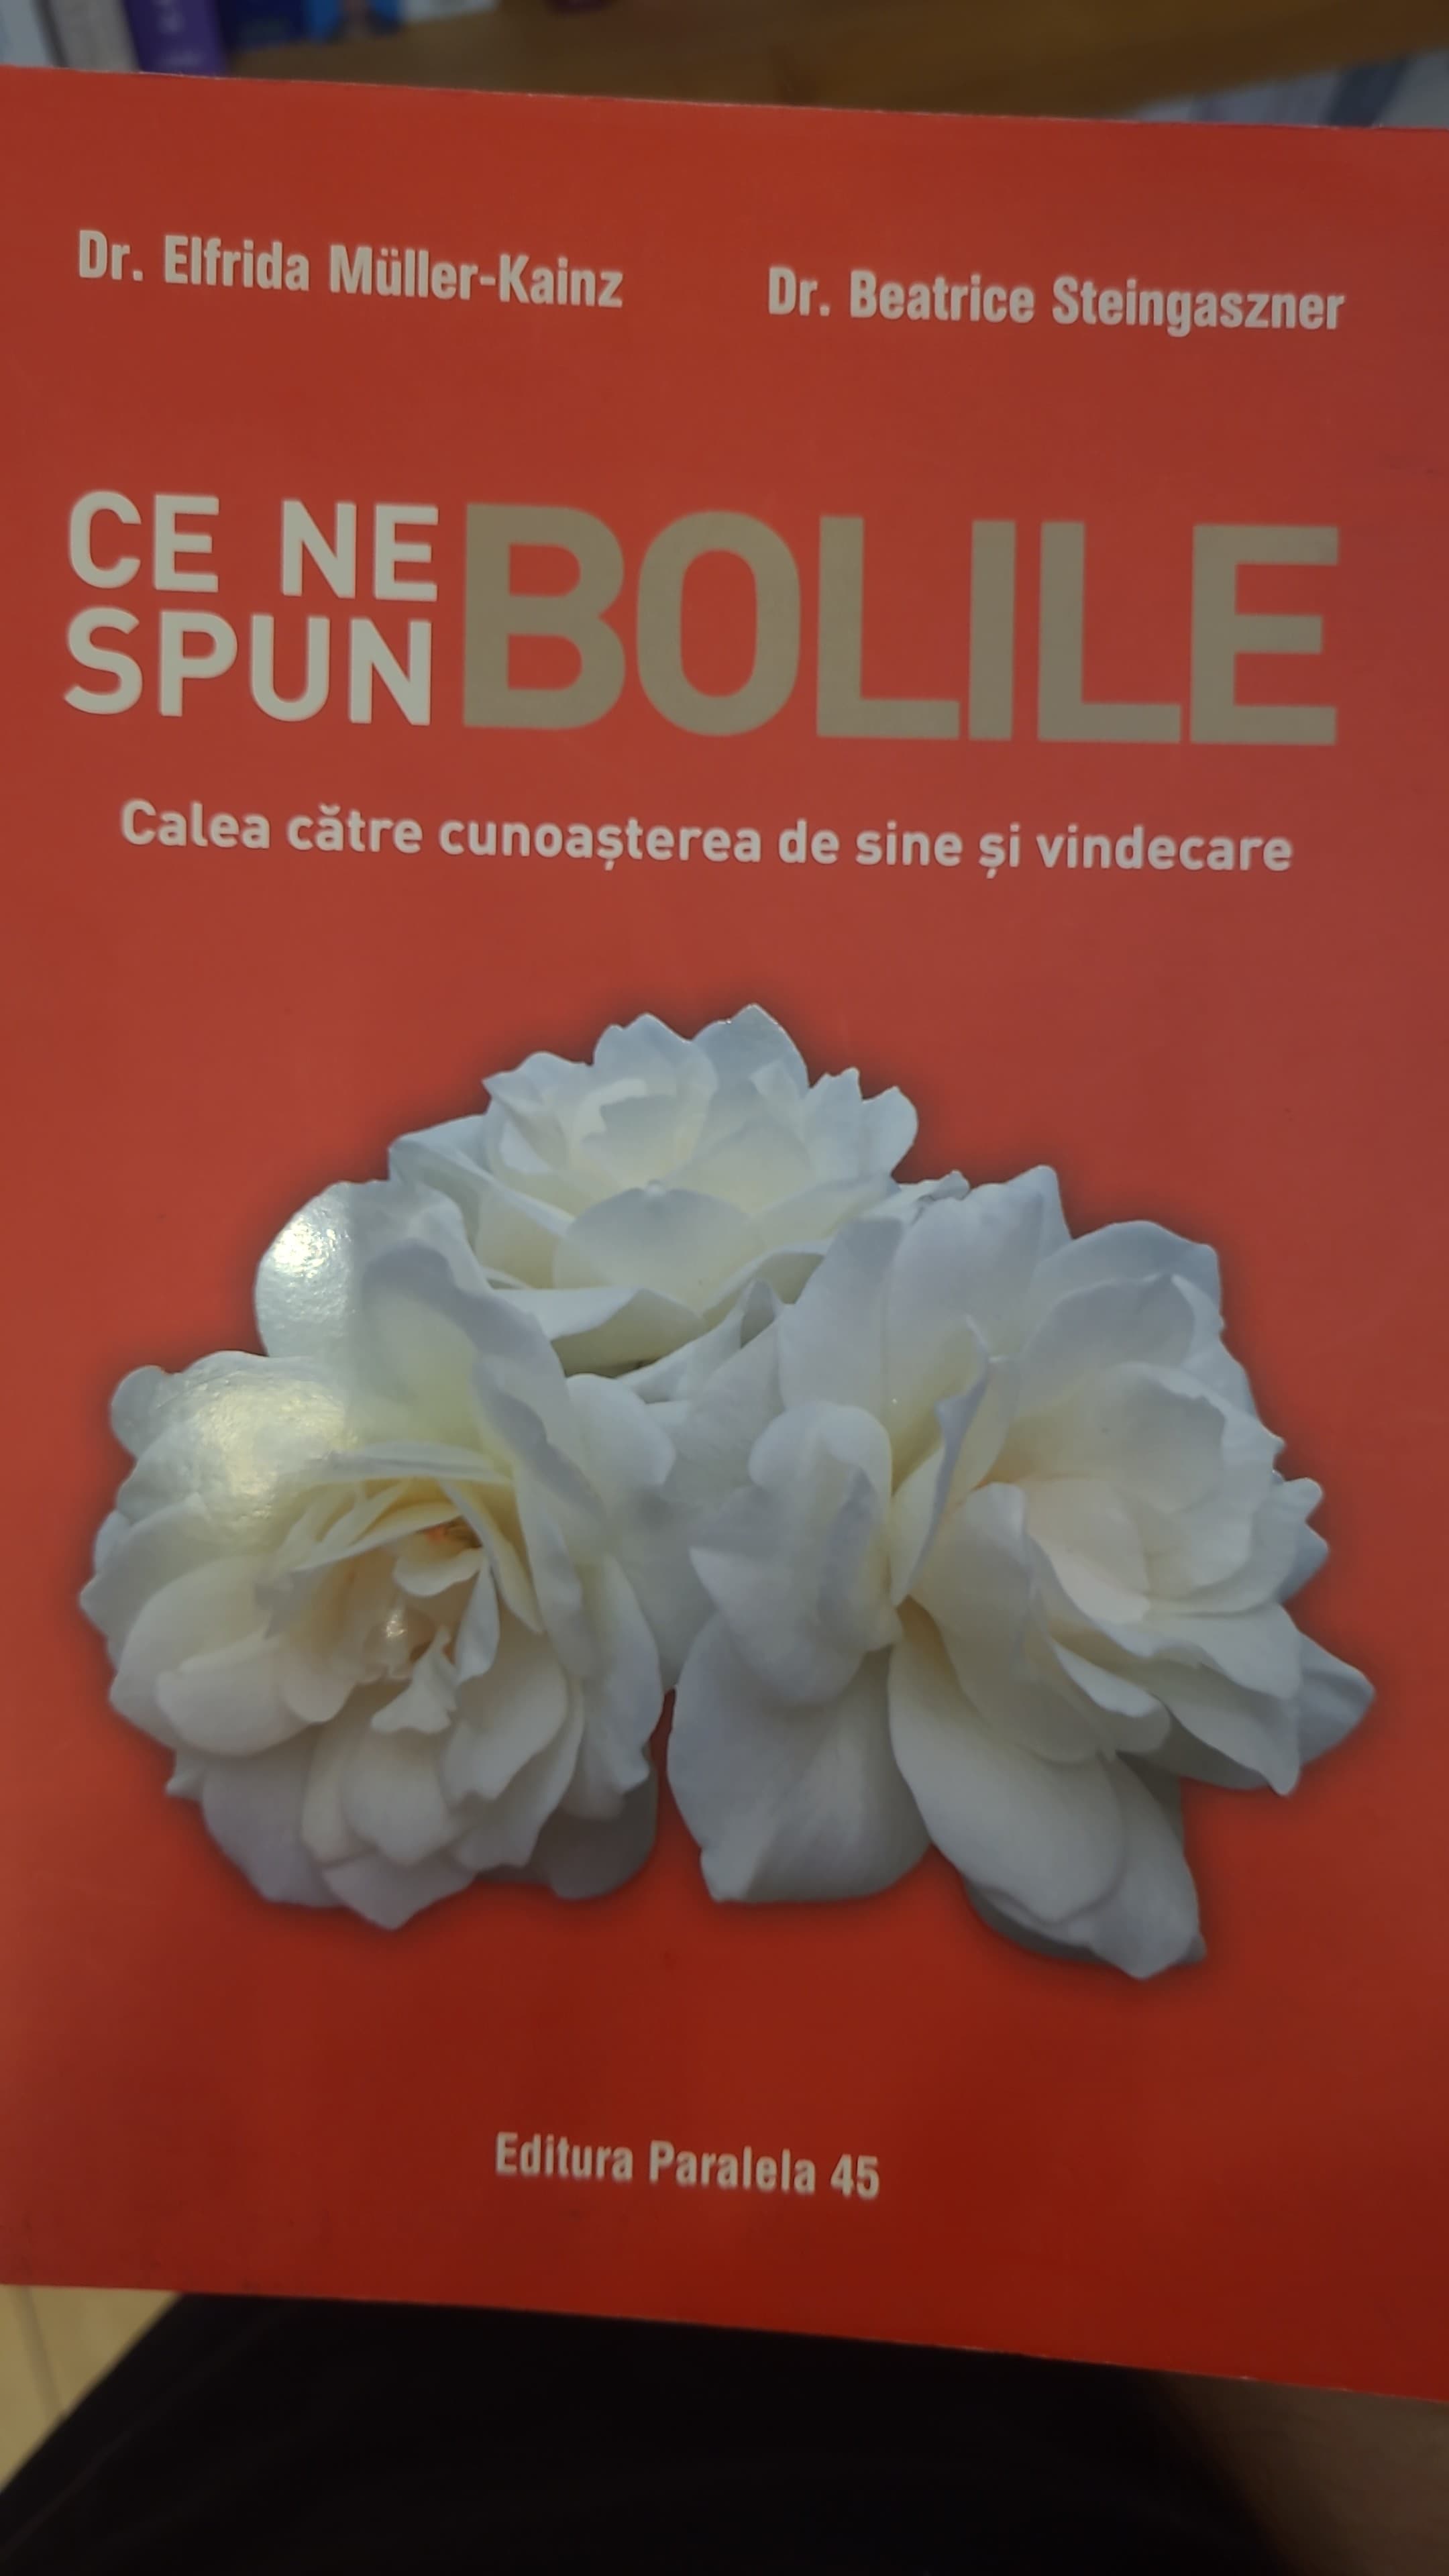 Dr. Elfrida Müller-Kainz
Dr. Beatrice Steingaszner
CE NE
SPUN
BOLILE
Calea către cunoașterea de sine și vindecare
Editura Paralela 45